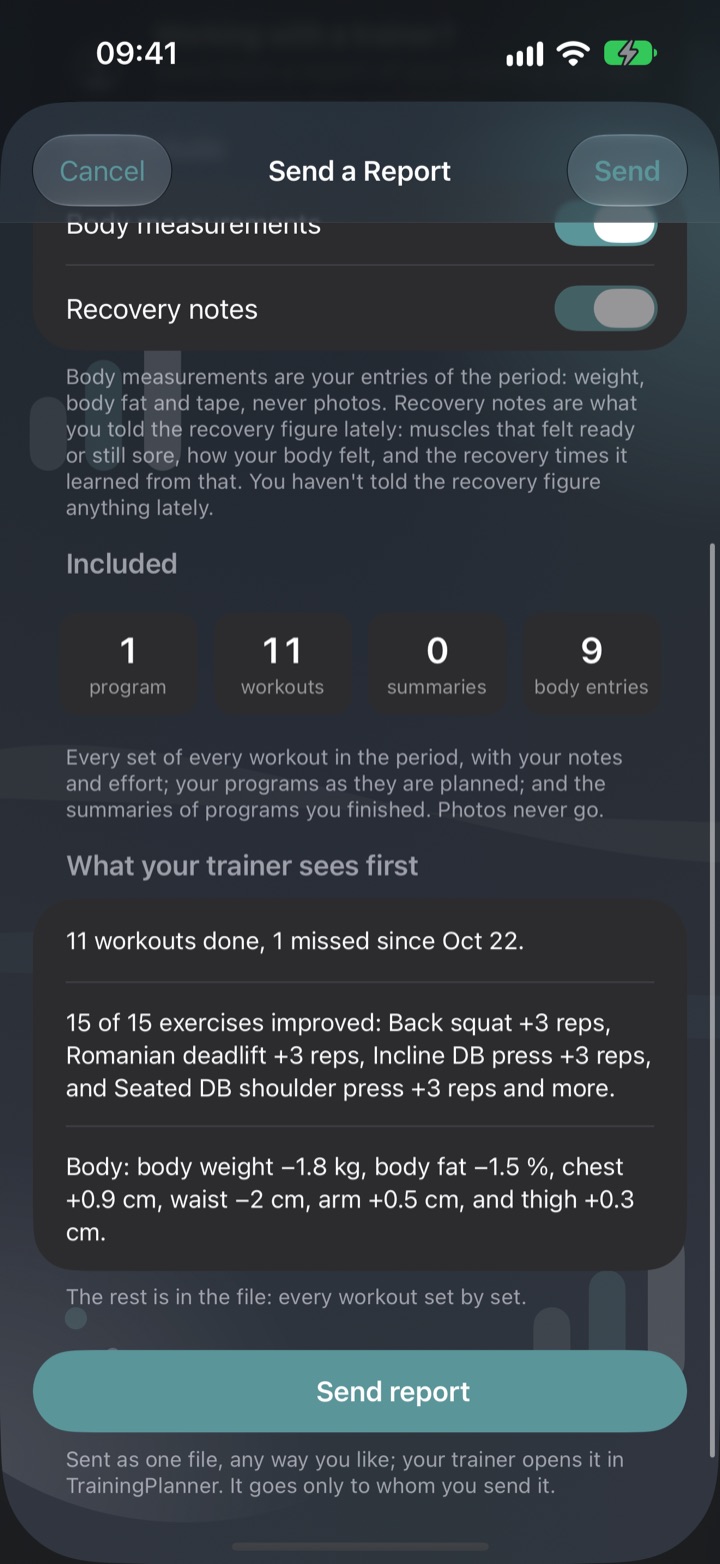 09:41
Cancel
Send a Report
Send
Body measurements
Recovery notes
Body measurements are your entries of the period: weight,
body fat and tape, never photos. Recovery notes are what
you told the recovery figure lately: muscles that felt ready
or still sore, how your body felt, and the recovery times it
learned from that. You haven't told the recovery figure
anything lately.
Included
1
program
11
workouts
0
summaries
9
body entries
Every set of every workout in the period, with your notes
and effort; your programs as they are planned; and the
summaries of programs you finished. Photos never go.
What your trainer sees first
11 workouts done, 1 missed since Oct 22.
15 of 15 exercises improved: Back squat +3 reps,
Romanian deadlift +3 reps, Incline DB press +3 reps,
and Seated DB shoulder press +3 reps and more.
Body: body weight −1.8 kg, body fat −1.5 %, chest
+0.9 cm, waist −2 cm, arm +0.5 cm, and thigh +0.3
cm.
The rest is in the file: every workout set by set.
Send report
Sent as one file, any way you like; your trainer opens it in
TrainingPlanner. It goes only to whom you send it.